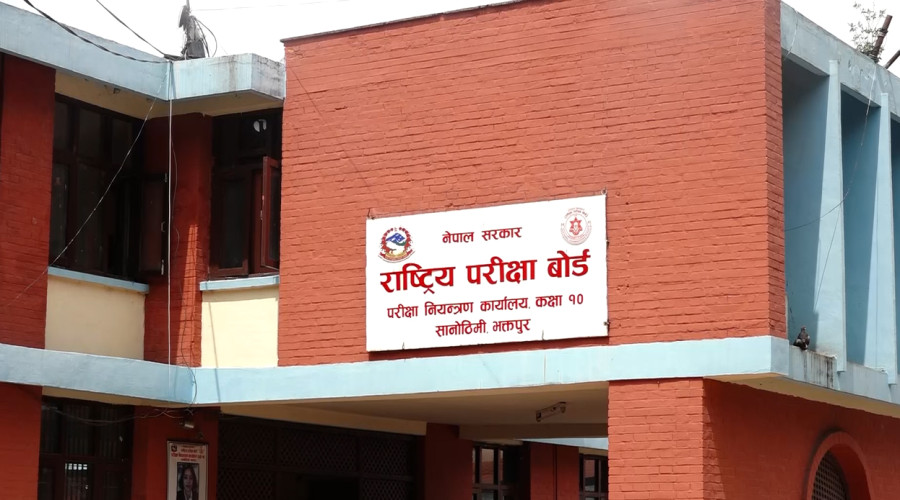 नेपाल सरकार
राष्ट्रिय परीक्षा बोर्ड
परीक्षा नियन्त्रण कार्यालय, कक्षा १०
सानोठिमी, भक्तपुर